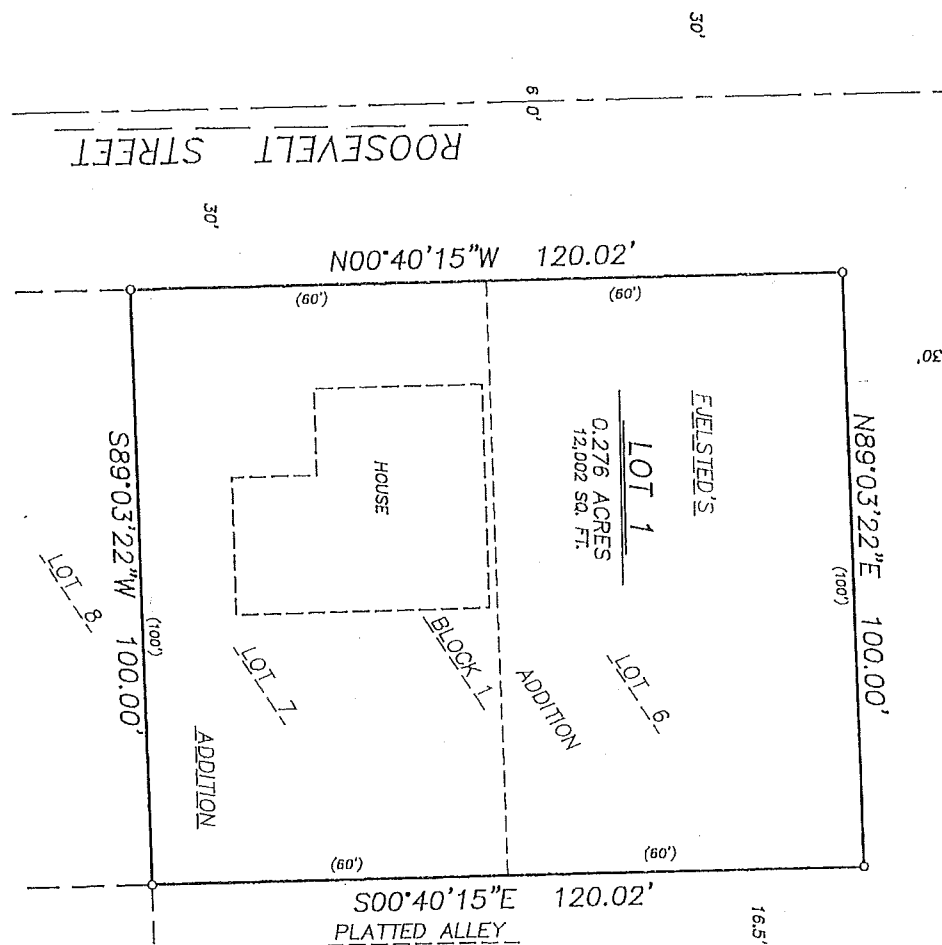 30'
60'
ROOSEVELT STREET
30'
N00°40'15"W 120.02'
(60')
(60')
30'
FJELSTED'S
LOT 1
0.276 ACRES
12,002 SQ. FT.
N89°03'22"E 100.00'
(100')
HOUSE
S89°03'22"W 100.00'
(100')
LOT 8
LOT 7
BLOCK 1
ADDITION
LOT 6
ADDITION
(60')
(60')
S00°40'15"E 120.02'
PLATTED ALLEY
16.5'